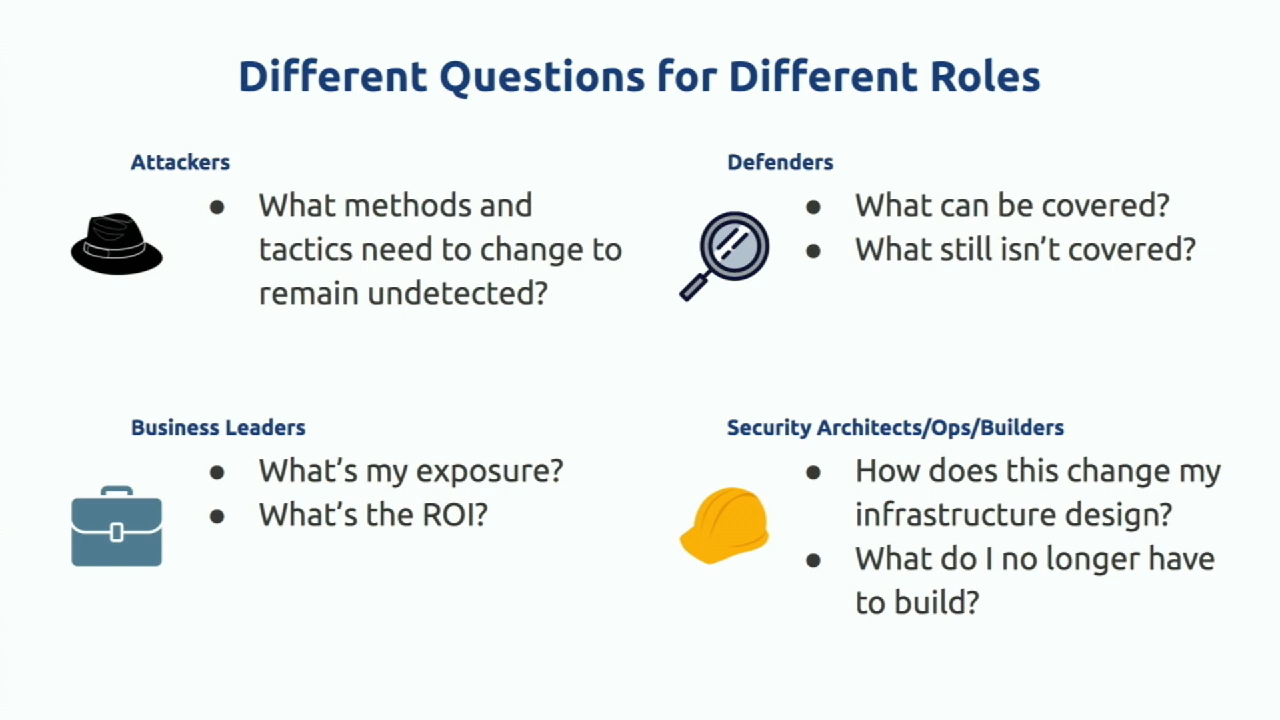 Different Questions for Different Roles
Attackers
● What methods and
tactics need to change to
remain undetected?
Defenders
● What can be covered?
● What still isn’t covered?
Business Leaders
● What’s my exposure?
● What’s the ROI?
Security Architects/Ops/Builders
● How does this change my
infrastructure design?
● What do I no longer have
to build?